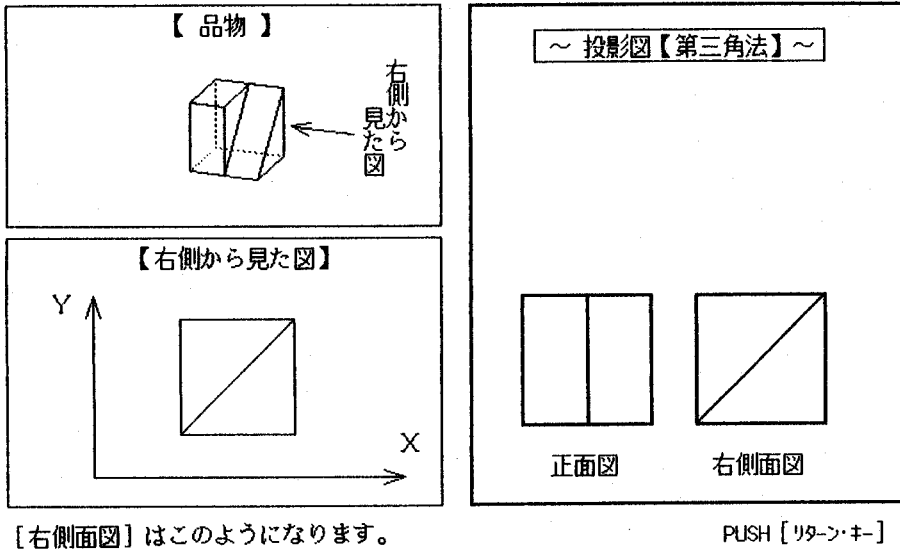 【 品物 】
右側から
見た図
【右側から見た図】
Y
X
[右側面図] はこのようになります。
~ 投影図【第三角法】~
正面図
右側面図
PUSH [ﾘﾀｰﾝ･ｷｰ]